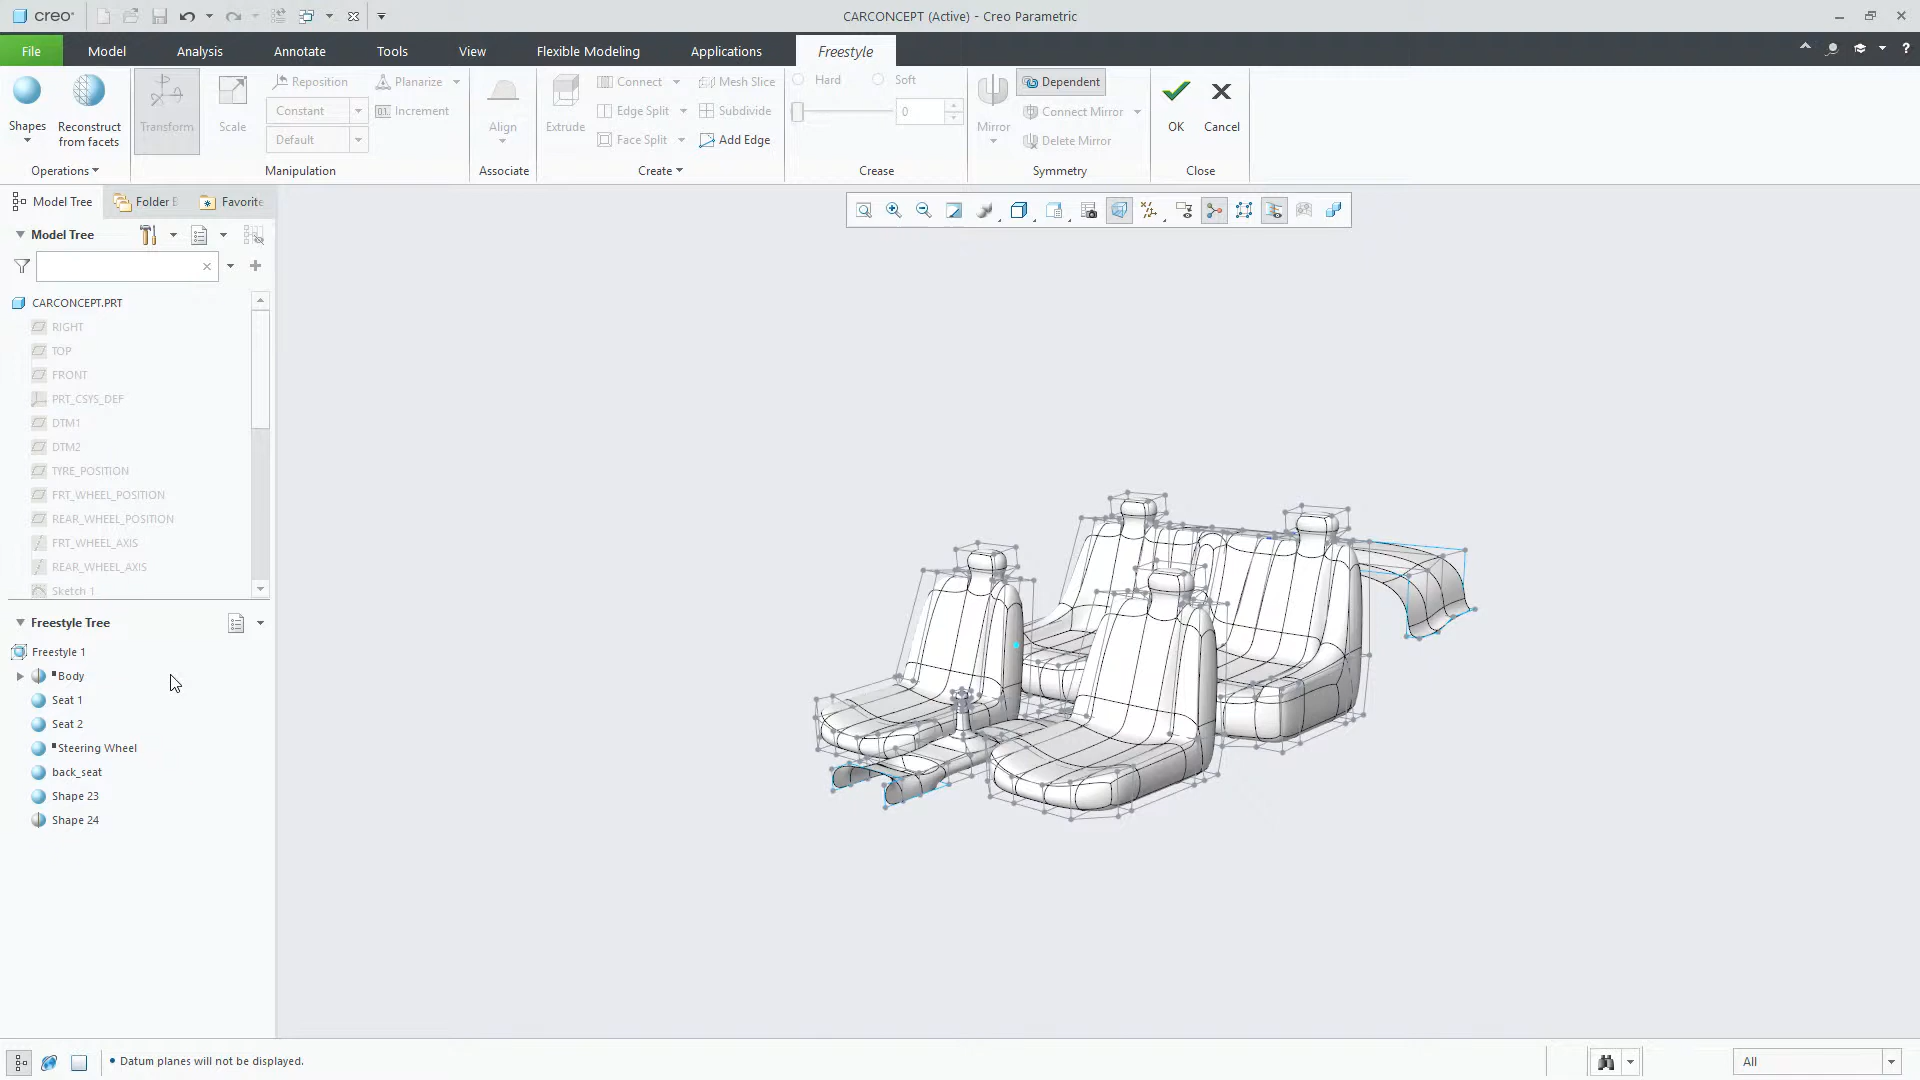 creo
CARCONCEPT (Active) - Creo Parametric
File
Model
Analysis
Annotate
Tools
View
Flexible Modeling
Applications
Freestyle
?
Shapes
Reconstruct
from facets
Operations
Transform
Scale
Reposition
Constant
Default
Planarize
0.1 Increment
Manipulation
Align
Associate
Extrude
Connect
Edge Split
Face Split
Mesh Slice
Subdivide
Add Edge
Create
Hard
Soft
0
Crease
Mirror
Dependent
Connect Mirror
Delete Mirror
Symmetry
OK
Cancel
Close
Model Tree
Folder
Favorite
Model Tree
CARCONCEPT.PRT
RIGHT
TOP
FRONT
PRT_CSYS_DEF
DTM1
DTM2
TYRE_POSITION
FRT_WHEEL_POSITION
REAR_WHEEL_POSITION
FRT_WHEEL_AXIS
REAR_WHEEL_AXIS
Sketch 1
Freestyle Tree
Freestyle 1
Body
Seat 1
Seat 2
Steering Wheel
back_seat
Shape 23
Shape 24
• Datum planes will not be displayed.
All